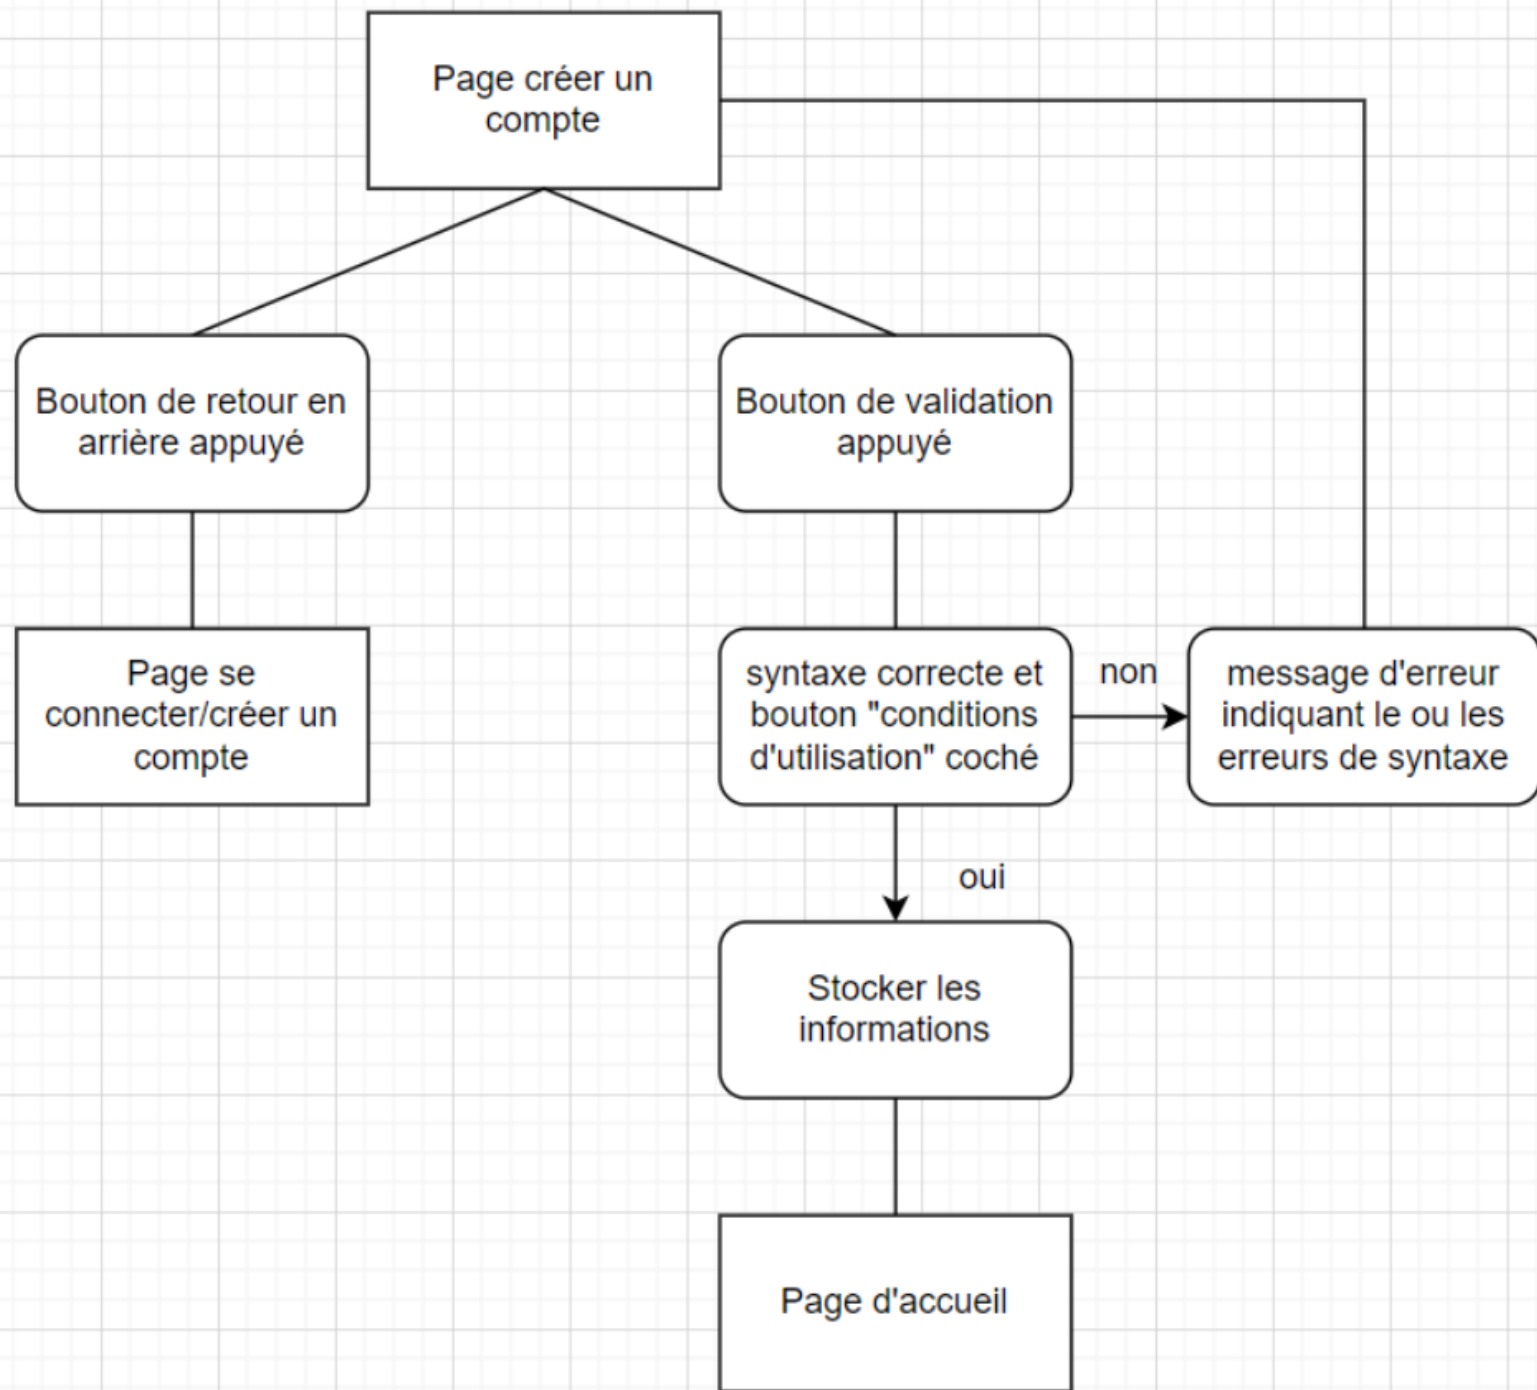 Page créer un
compte
Bouton de retour en
arrière appuyé
Bouton de validation
appuyé
Page se
connecter/créer un
compte
syntaxe correcte et
bouton "conditions
d'utilisation" coché
non
message d'erreur
indiquant le ou les
erreurs de syntaxe
oui
Stocker les
informations
Page d'accueil